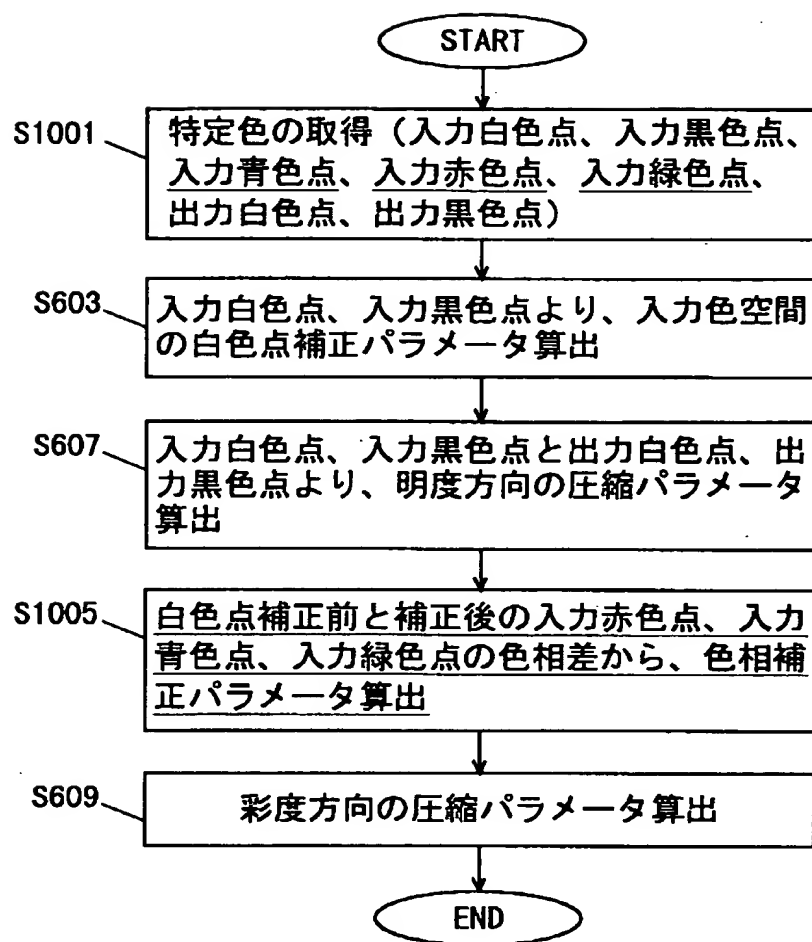 START
S1001
特定色の取得（入力白色点、入力黒色点、
入力青色点、入力赤色点、入力緑色点、
出力白色点、出力黒色点）
S603
入力白色点、入力黒色点より、入力色空間
の白色点補正パラメータ算出
S607
入力白色点、入力黒色点と出力白色点、出
力黒色点より、明度方向の圧縮パラメータ
算出
S1005
白色点補正前と補正後の入力赤色点、入力
青色点、入力緑色点の色相差から、色相補
正パラメータ算出
S609
彩度方向の圧縮パラメータ算出
END